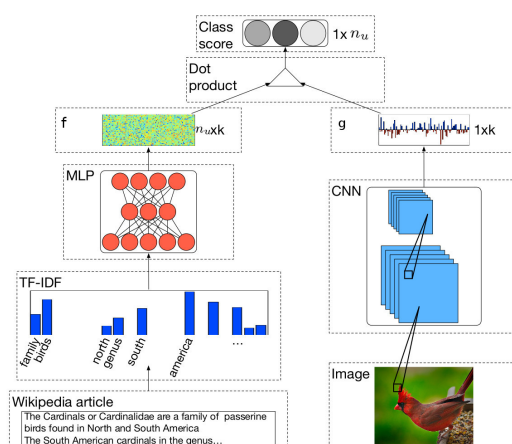 Class
score
1x n_u
Dot
product
f
n_uxk
g
1xk
MLP
CNN
TF-IDF
family
birds
north
genus
south
america
...
Wikipedia article
The Cardinals or Cardinalidae are a family of passerine
birds found in North and South America
The South American cardinals in the genus...
Image